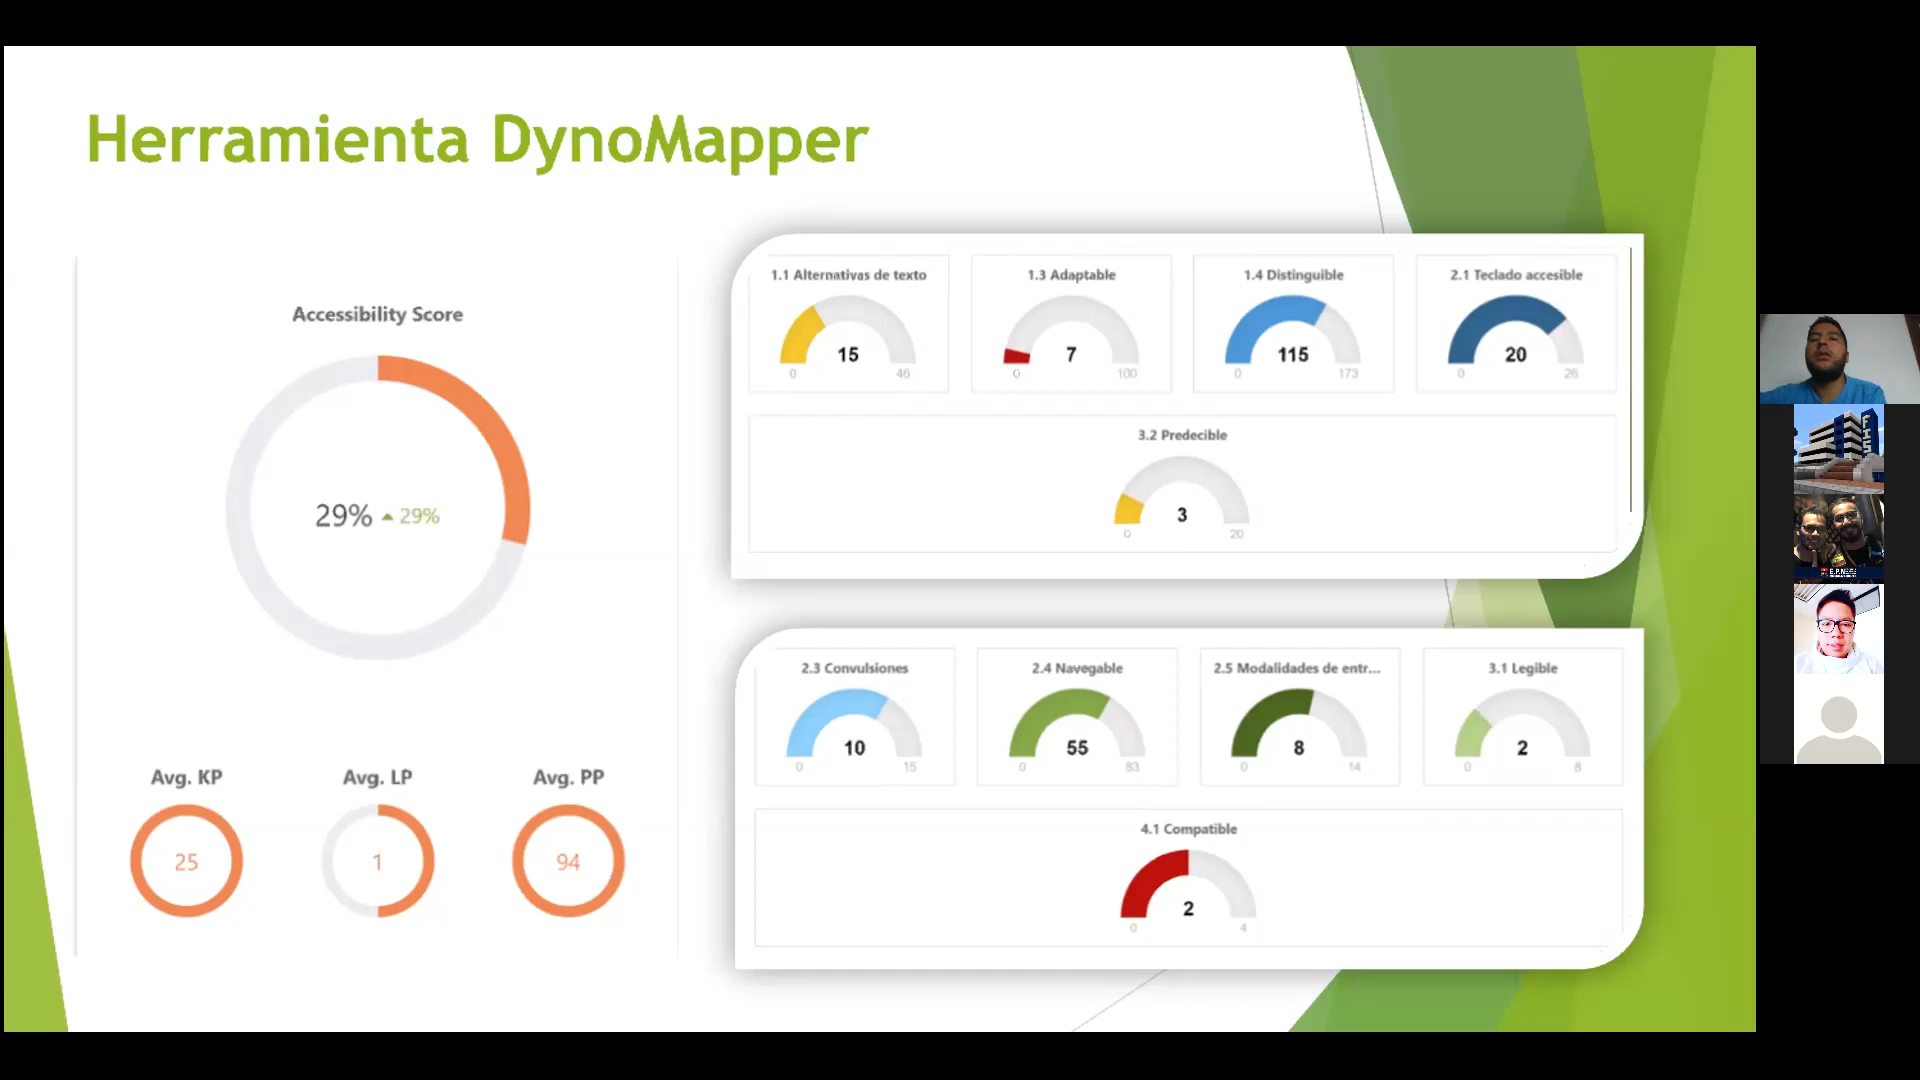 Herramienta DynoMapper
Accessibility Score
29% 29%
Avg. KP
Avg. LP
Avg. PP
25
1
94
1.1 Alternativas de texto
15
0
46
1.3 Adaptable
7
0
100
1.4 Distinguible
115
0
173
2.1 Teclado accesible
20
0
26
3.2 Predecible
3
0
20
2.3 Convulsiones
10
0
15
2.4 Navegable
55
0
83
2.5 Modalidades de entr...
8
0
14
3.1 Legible
2
0
8
4.1 Compatible
2
0
4